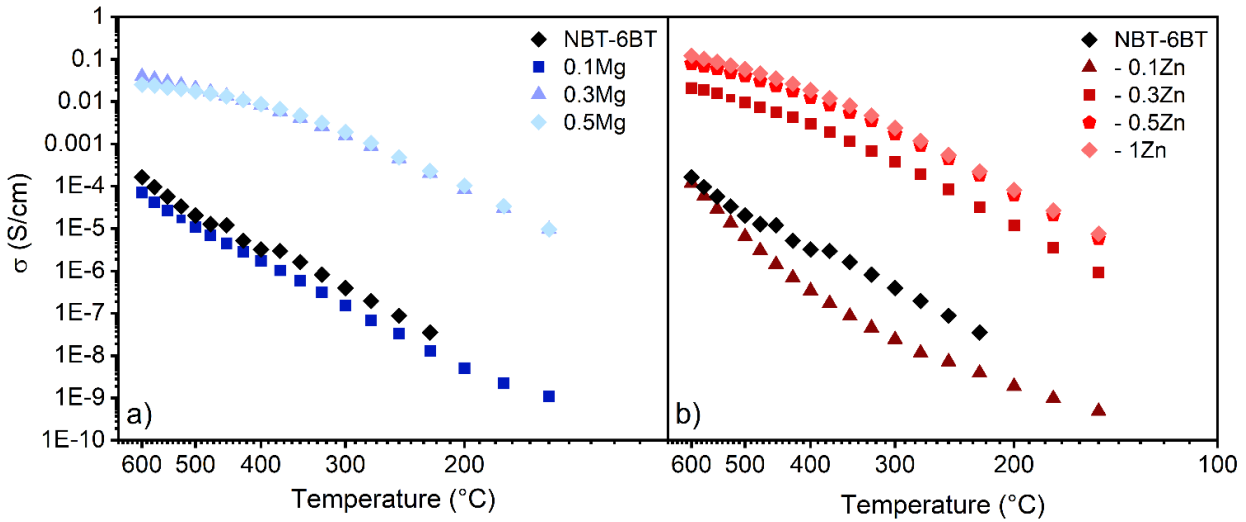 1
0.1
0.01
0.001
1E-4
1E-5
1E-6
1E-7
1E-8
1E-9
1E-10
σ (S/cm)
NBT-6BT
0.1Mg
0.3Mg
0.5Mg
a)
600 500 400 300 200
Temperature (°C)
NBT-6BT
- 0.1Zn
- 0.3Zn
- 0.5Zn
- 1Zn
b)
600 500 400 300 200 100
Temperature (°C)